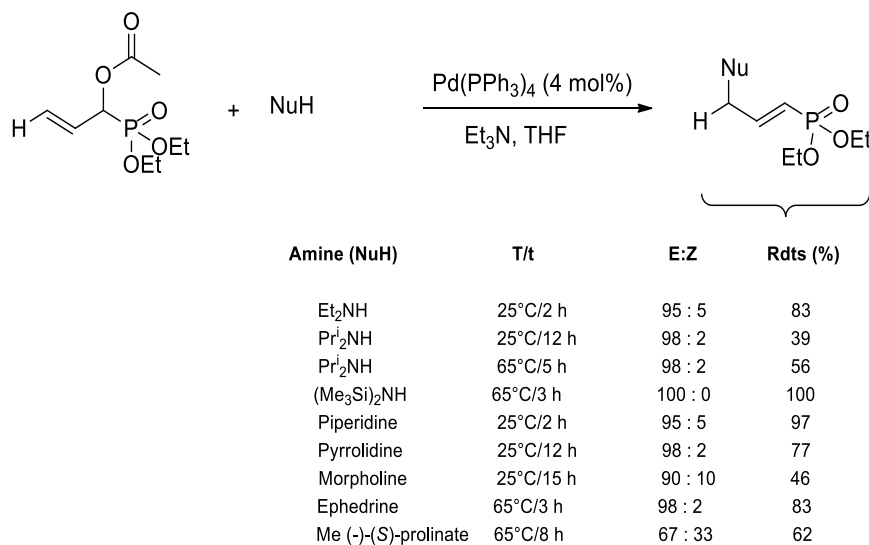 O
O
H
P
O
OEt
OEt
+
NuH
Pd(PPh3)4 (4 mol%)
Et3N, THF
Nu
H
P
O
EtO
OEt
Amine (NuH) T/t E:Z Rdts (%)
Et2NH 25°C/2 h 95 : 5 83
Pri2NH 25°C/12 h 98 : 2 39
Pri2NH 65°C/5 h 98 : 2 56
(Me3Si)2NH 65°C/3 h 100 : 0 100
Piperidine 25°C/2 h 95 : 5 97
Pyrrolidine 25°C/12 h 98 : 2 77
Morpholine 25°C/15 h 90 : 10 46
Ephedrine 65°C/3 h 98 : 2 83
Me (-)-(S)-prolinate 65°C/8 h 67 : 33 62